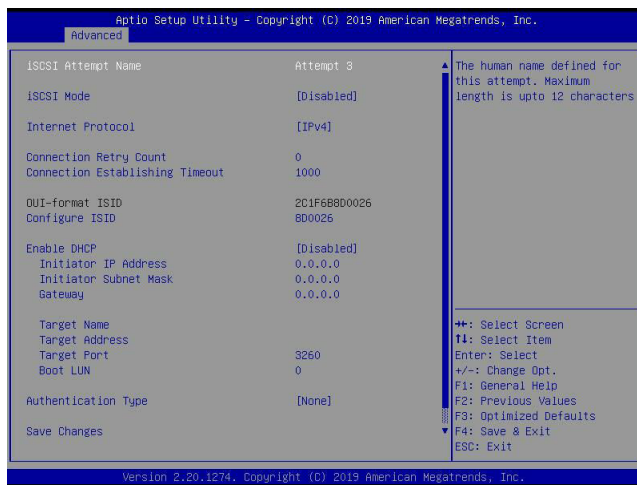 Aptio Setup Utility – Copyright (C) 2019 American Megatrends, Inc.
Advanced
iSCSI Attempt Name Attempt 3
iSCSI Mode [Disabled]
Internet Protocol [IPv4]
Connection Retry Count 0
Connection Establishing Timeout 1000
OUI-format ISID 2C1F6B8D0026
Configure ISID 8D0026
Enable DHCP [Disabled]
Initiator IP Address 0.0.0.0
Initiator Subnet Mask 0.0.0.0
Gateway 0.0.0.0
Target Name
Target Address
Target Port 3260
Boot LUN 0
Authentication Type [None]
Save Changes
The human name defined for
this attempt. Maximum
length is upto 12 characters
→←: Select Screen
↑↓: Select Item
Enter: Select
+/-: Change Opt.
F1: General Help
F2: Previous Values
F3: Optimized Defaults
F4: Save & Exit
ESC: Exit
Version 2.20.1274. Copyright (C) 2019 American Megatrends, Inc.